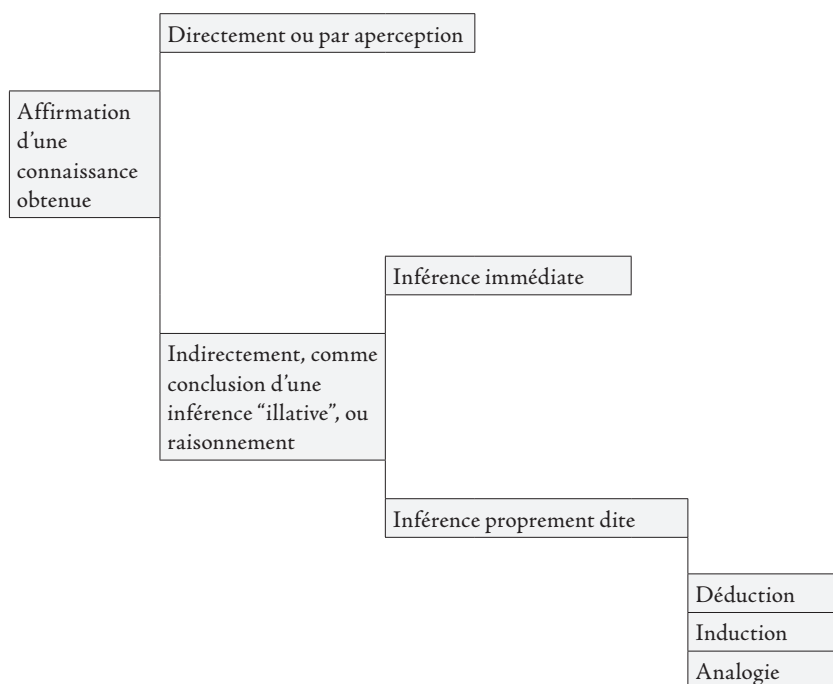 Directement ou par aperception
Affirmation
d’une
connaissance
obtenue
Inférence immédiate
Indirectement, comme
conclusion d’une
inférence “illative”, ou
raisonnement
Inférence proprement dite
Déduction
Induction
Analogie